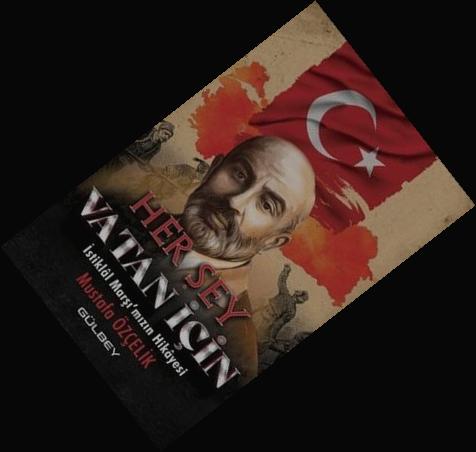 HER ŞEY
VATAN İÇİN
İstiklâl Marşı'mızın Hikâyesi
Mustafa ÖZÇELİK
GÜLBEY